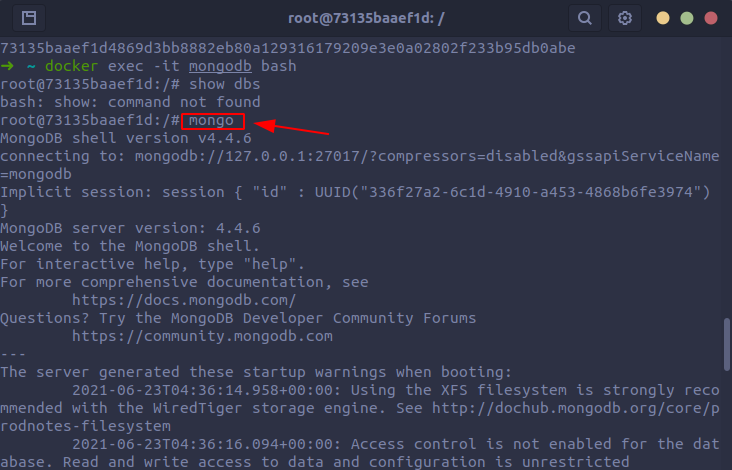 root@73135baaef1d: /
73135baaef1d4869d3bb8882eb80a129316179209e3e0a02802f233b95db0abe
→ ~ docker exec -it mongodb bash
root@73135baaef1d:/# show dbs
bash: show: command not found
root@73135baaef1d:/# mongo
MongoDB shell version v4.4.6
connecting to: mongodb://127.0.0.1:27017/?compressors=disabled&gssapiServiceName
=mongodb
Implicit session: session { "id" : UUID("336f27a2-6c1d-4910-a453-4868b6fe3974")
}
MongoDB server version: 4.4.6
Welcome to the MongoDB shell.
For interactive help, type "help".
For more comprehensive documentation, see
        https://docs.mongodb.com/
Questions? Try the MongoDB Developer Community Forums
        https://community.mongodb.com
---
The server generated these startup warnings when booting:
        2021-06-23T04:36:14.958+00:00: Using the XFS filesystem is strongly reco
mmended with the WiredTiger storage engine. See http://dochub.mongodb.org/core/p
rodnotes-filesystem
        2021-06-23T04:36:16.094+00:00: Access control is not enabled for the dat
abase. Read and write access to data and configuration is unrestricted